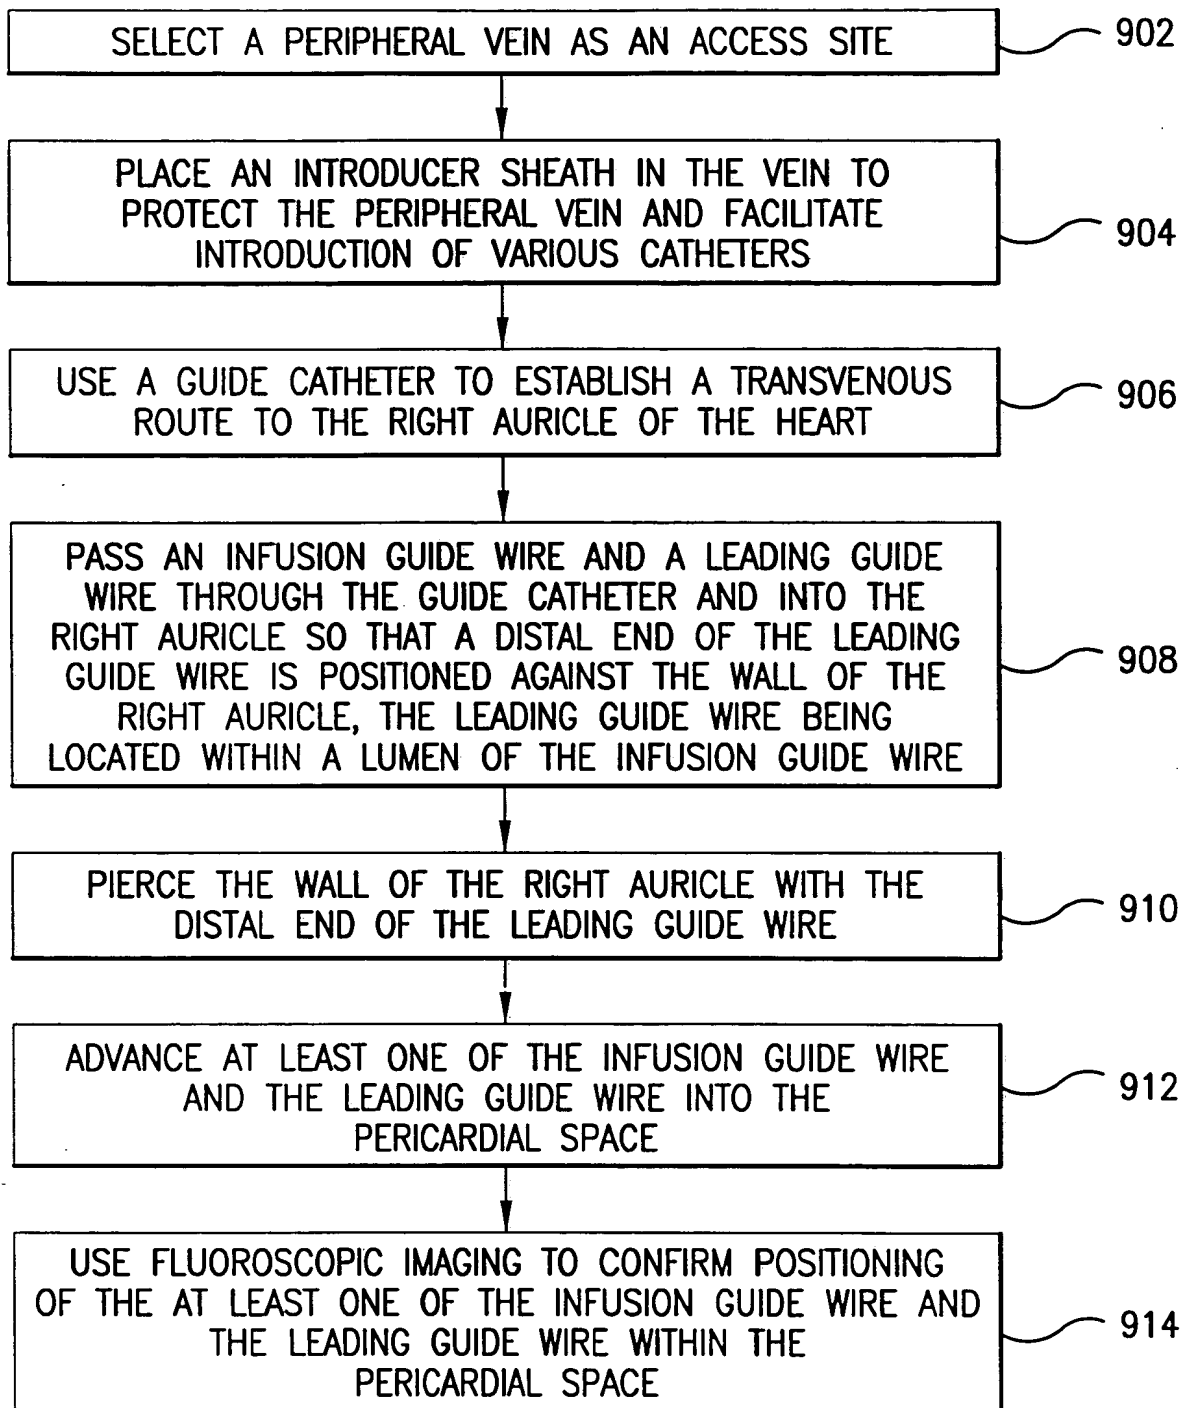 SELECT A PERIPHERAL VEIN AS AN ACCESS SITE
902
PLACE AN INTRODUCER SHEATH IN THE VEIN TO
PROTECT THE PERIPHERAL VEIN AND FACILITATE
INTRODUCTION OF VARIOUS CATHETERS
904
USE A GUIDE CATHETER TO ESTABLISH A TRANSVENOUS
ROUTE TO THE RIGHT AURICLE OF THE HEART
906
PASS AN INFUSION GUIDE WIRE AND A LEADING GUIDE
WIRE THROUGH THE GUIDE CATHETER AND INTO THE
RIGHT AURICLE SO THAT A DISTAL END OF THE LEADING
GUIDE WIRE IS POSITIONED AGAINST THE WALL OF THE
RIGHT AURICLE, THE LEADING GUIDE WIRE BEING
LOCATED WITHIN A LUMEN OF THE INFUSION GUIDE WIRE
908
PIERCE THE WALL OF THE RIGHT AURICLE WITH THE
DISTAL END OF THE LEADING GUIDE WIRE
910
ADVANCE AT LEAST ONE OF THE INFUSION GUIDE WIRE
AND THE LEADING GUIDE WIRE INTO THE
PERICARDIAL SPACE
912
USE FLUOROSCOPIC IMAGING TO CONFIRM POSITIONING
OF THE AT LEAST ONE OF THE INFUSION GUIDE WIRE AND
THE LEADING GUIDE WIRE WITHIN THE
PERICARDIAL SPACE
914